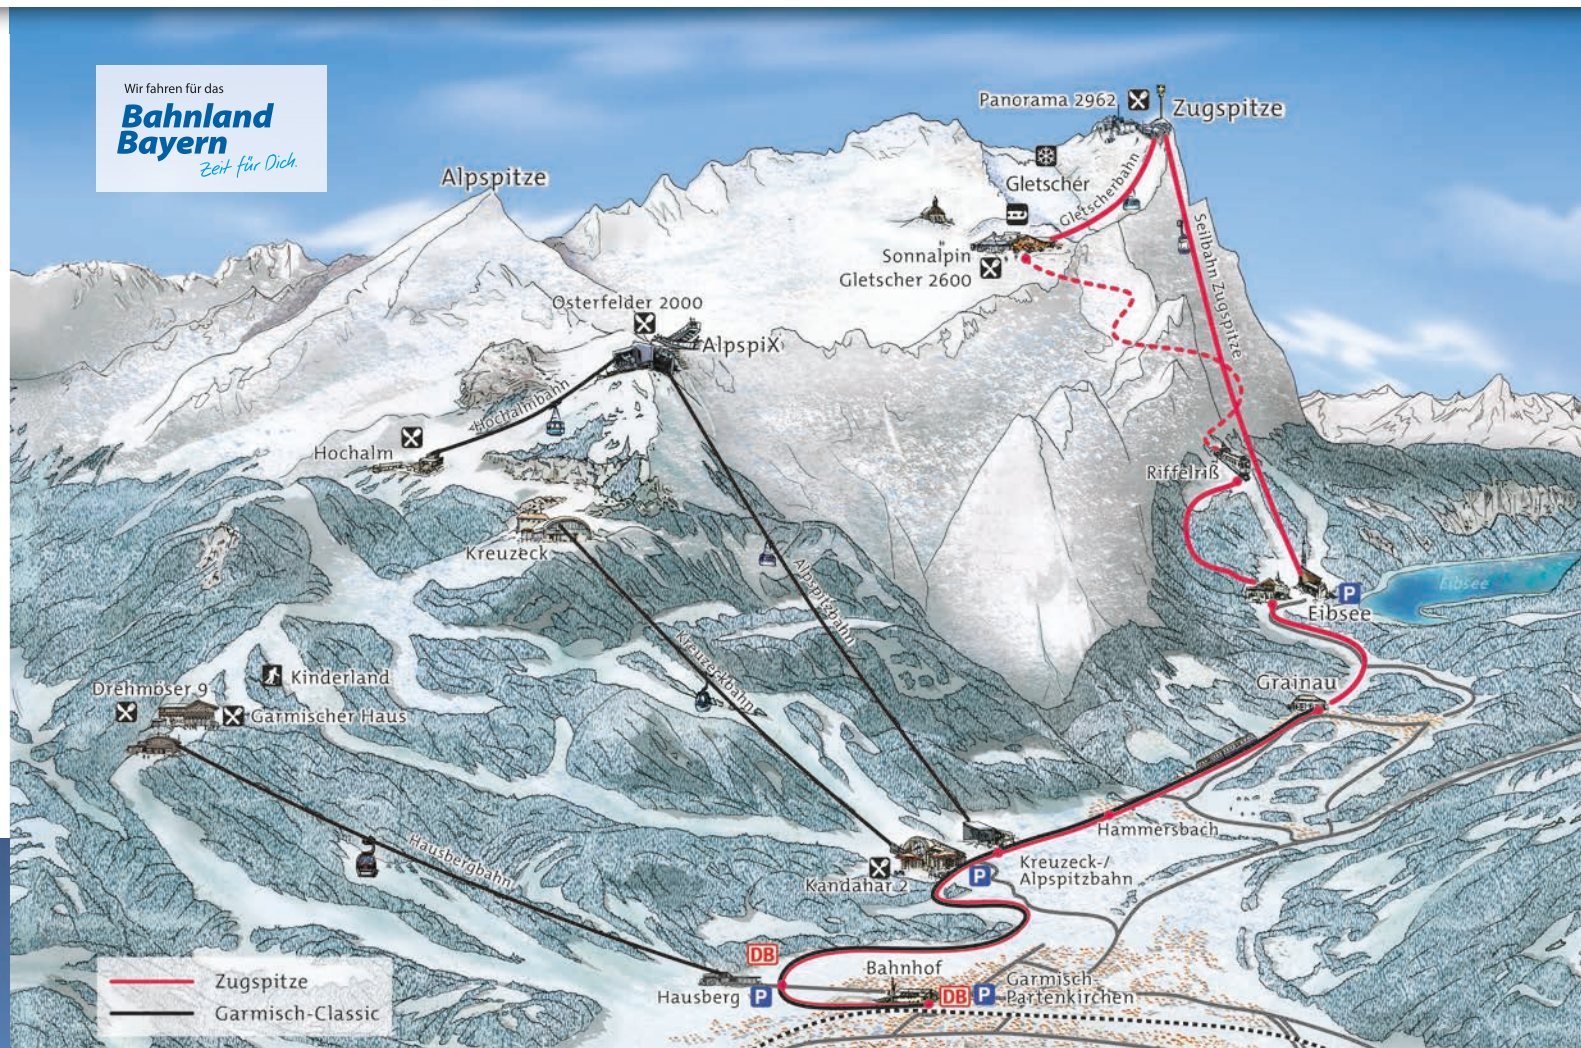 Wir fahren für das
Bahnland
Bayern
Zeit für Dich.
Panorama 2962
Zugspitze
Alpspitze
Gletscher
Gletscherbahn
Seilbahn Zugspitze
Sonnalpin
Gletscher 2600
Osterfelder 2000
AlpspiX
Hochalmbahn
Hochalm
Riffelriß
Kreuzeck
Alpspitzbahn
Eibsee
P
Eibsee
Kreuzeckbahn
Kinderland
Grainau
Drehmöser 9
Garmischer Haus
Hammersbach
Hausbergbahn
Kreuzeck-/
Alpspitzbahn
Kandahar 2
P
DB
Bahnhof
Hausberg
P
DB
P
Garmisch-
Partenkirchen
Zugspitze
Garmisch-Classic